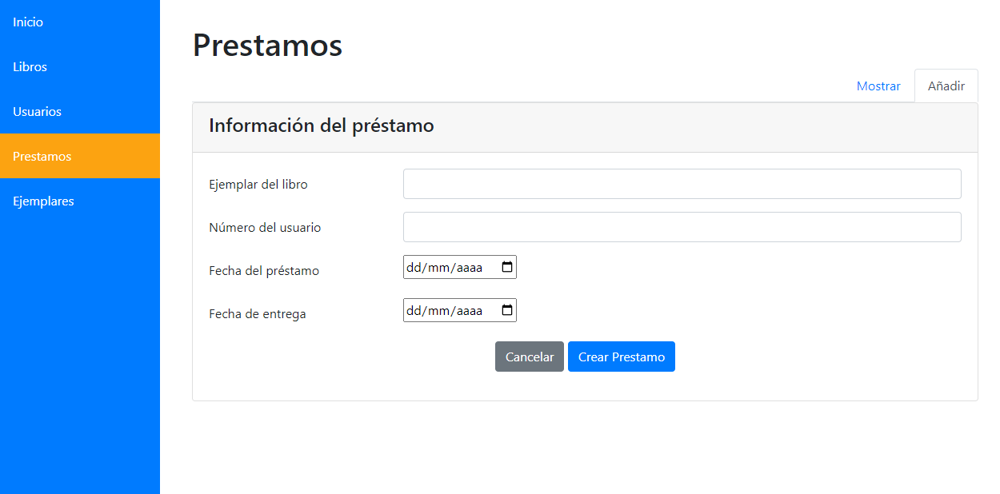 Inicio
Libros
Usuarios
Prestamos
Ejemplares
Prestamos
Mostrar
Añadir
Información del préstamo
Ejemplar del libro
Número del usuario
Fecha del préstamo
dd/mm/aaaa
Fecha de entrega
dd/mm/aaaa
Cancelar
Crear Prestamo